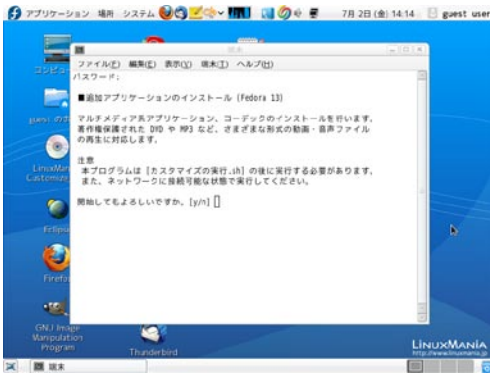 アプリケーション 場所 システム
7月 2日 (金) 14:14 guest user
端末
ファイル(F) 編集(E) 表示(V) 端末(T) ヘルプ(H)
パスワード:
■追加アプリケーションのインストール (Fedora 13)
マルチメディア系アプリケーション、コーデックのインストールを行います。
著作権保護された DVD や MP3 など、さまざまな形式の動画・音声ファイル
の再生に対応します。
注意
本プログラムは [カスタマイズの実行.sh] の後に実行する必要があります。
また、ネットワークに接続可能な状態で実行してください。
開始してもよろしいですか。[y/n]
GNU Image
Manipulation
Program
Thunderbird
LinuxMania
http://www.linuxmania.jp
端末